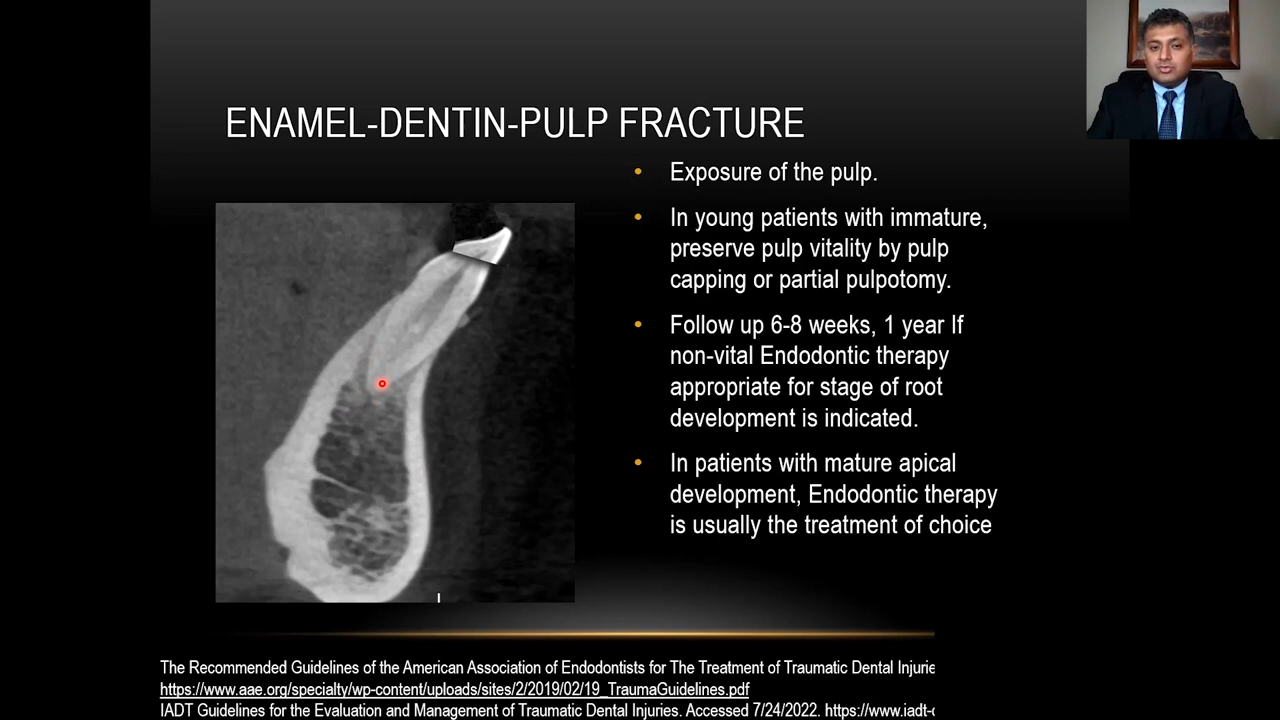 ENAMEL-DENTIN-PULP FRACTURE
• Exposure of the pulp.
• In young patients with immature,
preserve pulp vitality by pulp
capping or partial pulpotomy.
• Follow up 6-8 weeks, 1 year If
non-vital Endodontic therapy
appropriate for stage of root
development is indicated.
• In patients with mature apical
development, Endodontic therapy
is usually the treatment of choice
The Recommended Guidelines of the American Association of Endodontists for The Treatment of Traumatic Dental Injurie
https://www.aae.org/specialty/wp-content/uploads/sites/2/2019/02/19_TraumaGuidelines.pdf
IADT Guidelines for the Evaluation and Management of Traumatic Dental Injuries. Accessed 7/24/2022. https://www.iadt-